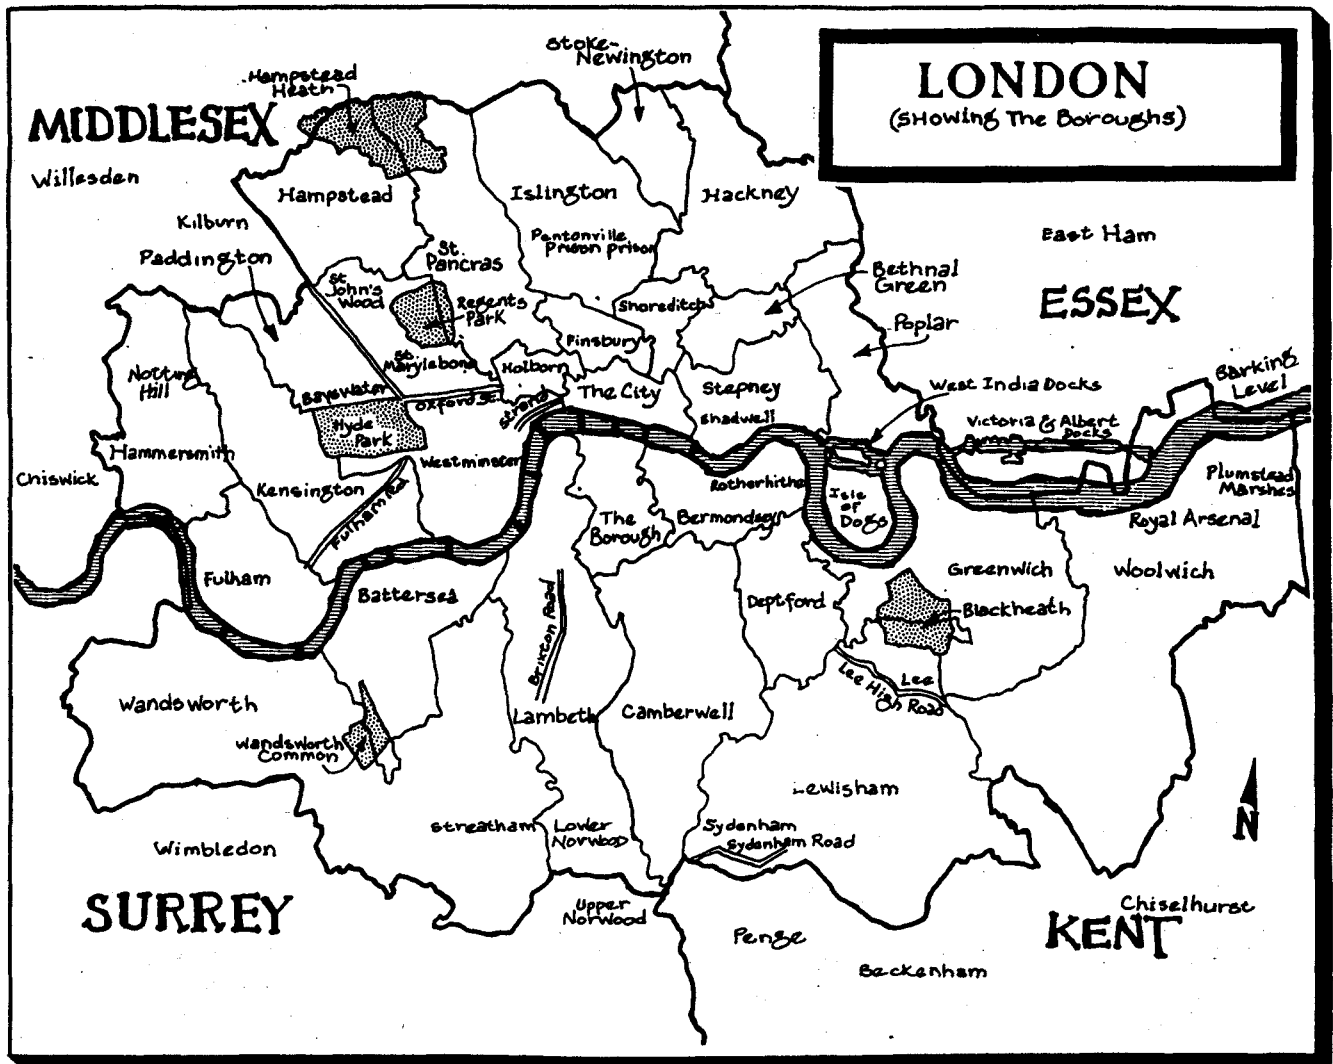 LONDON
(Showing The Boroughs)
Stoke-
Newington
Hampstead
Heath
MIDDLESEX
Willesden
Hampstead
Islington
Hackney
Kilburn
Pentonville
Prison prison
East Ham
Paddington
St.
Pancras
Bethnal
Green
St
John's
Wood
Regents
Park
Shoreditch
ESSEX
Poplar
Finsbury
St.
Marylebone
Holborn
Notting
Hill
Bayswater
Oxford St.
Strand
The City
Stepney
West India Docks
Barking
Level
Shadwell
Victoria & Albert
Docks
Hyde
Park
Hammersmith
Westminster
Chiswick
Kensington
Fulham Rd.
Rotherhithe
Isle
of
Dogs
Plumstead
Marshes
The
Borough
Bermondsey
Royal Arsenal
Fulham
Battersea
Greenwich
Woolwich
Brixton Road
Deptford
Blackheath
Lee
Lee High Road
Wandsworth
Lambeth
Camberwell
Wandsworth
Common
Lewisham
Streatham
Lower
Norwood
Sydenham
Sydenham Road
Wimbledon
N
SURREY
Upper
Norwood
Penge
Chiselhurst
KENT
Beckenham